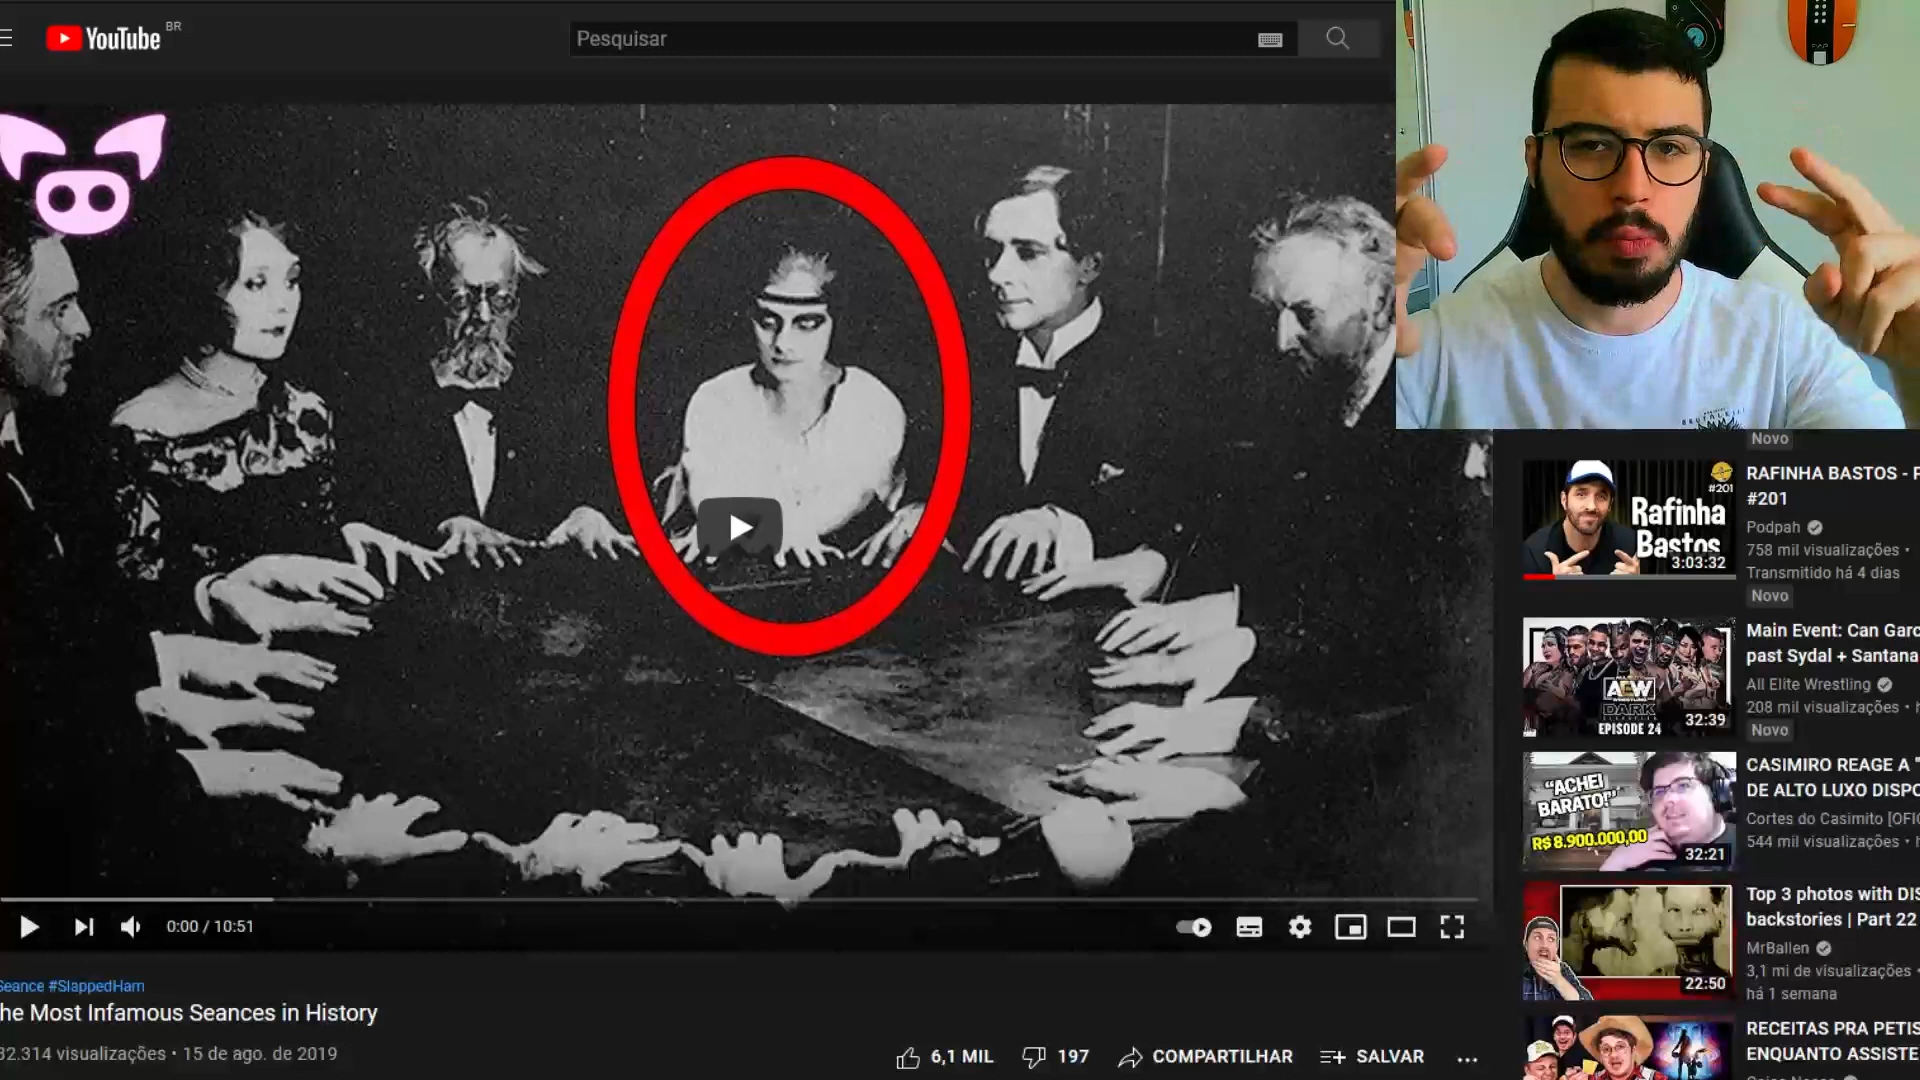 YouTube BR
Pesquisar
0:00 / 10:51
Seance #SlappedHam
he Most Infamous Seances in History
32.314 visualizações • 15 de ago. de 2019
6,1 MIL
197
COMPARTILHAR
SALVAR
Novo
#201
Rafinha
Bastos
3:03:32
RAFINHA BASTOS - P
#201
Podpah
758 mil visualizações •
Transmitido há 4 dias
Novo
AEW
DARK
EPISODE 24
32:39
Main Event: Can Garc
past Sydal + Santana
All Elite Wrestling
208 mil visualizações • h
Novo
"ACHEI
BARATO!"
R$ 8.900.000,00
32:21
CASIMIRO REAGE A "
DE ALTO LUXO DISPO
Cortes do Casimito [OFIC
544 mil visualizações • h
22:50
Top 3 photos with DIS
backstories | Part 22
MrBallen
3,1 mi de visualizações •
há 1 semana
RECEITAS PRA PETIS
ENQUANTO ASSISTE